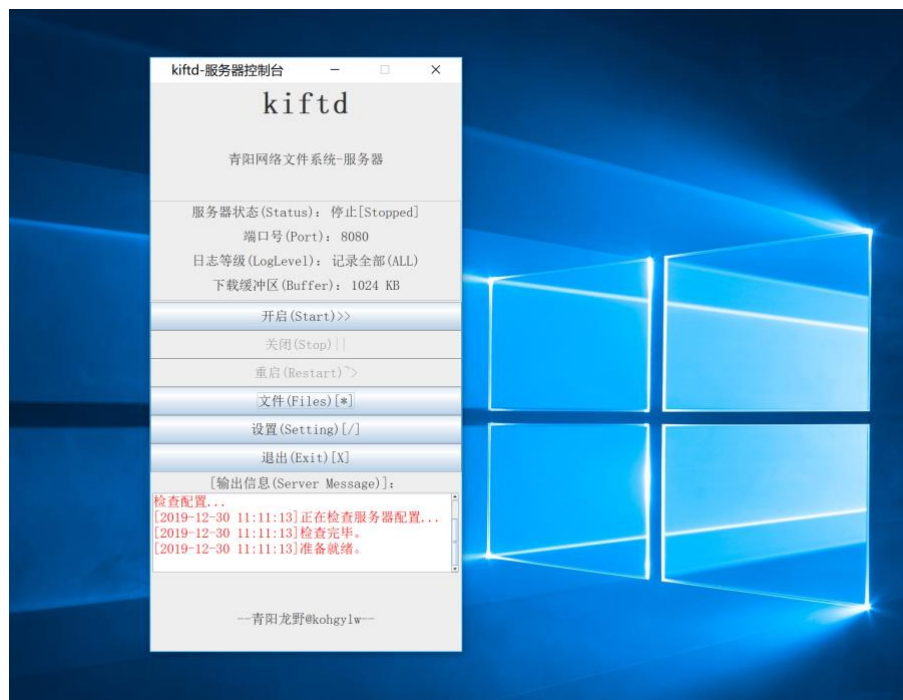 kiftd-服务器控制台
kiftd
青阳网络文件系统-服务器
服务器状态(Status)：停止[Stopped]
端口号(Port)：8080
日志等级(LogLevel)：记录全部(ALL)
下载缓冲区(Buffer)：1024 KB
开启(Start)>>
关闭(Stop)||
重启(Restart)~>
文件(Files)[*]
设置(Setting)[/]
退出(Exit)[X]
[输出信息(Server Message)]：
检查配置...
[2019-12-30 11:11:13]正在检查服务器配置...
[2019-12-30 11:11:13]检查完毕。
[2019-12-30 11:11:13]准备就绪。
--青阳龙野@kohgylw--